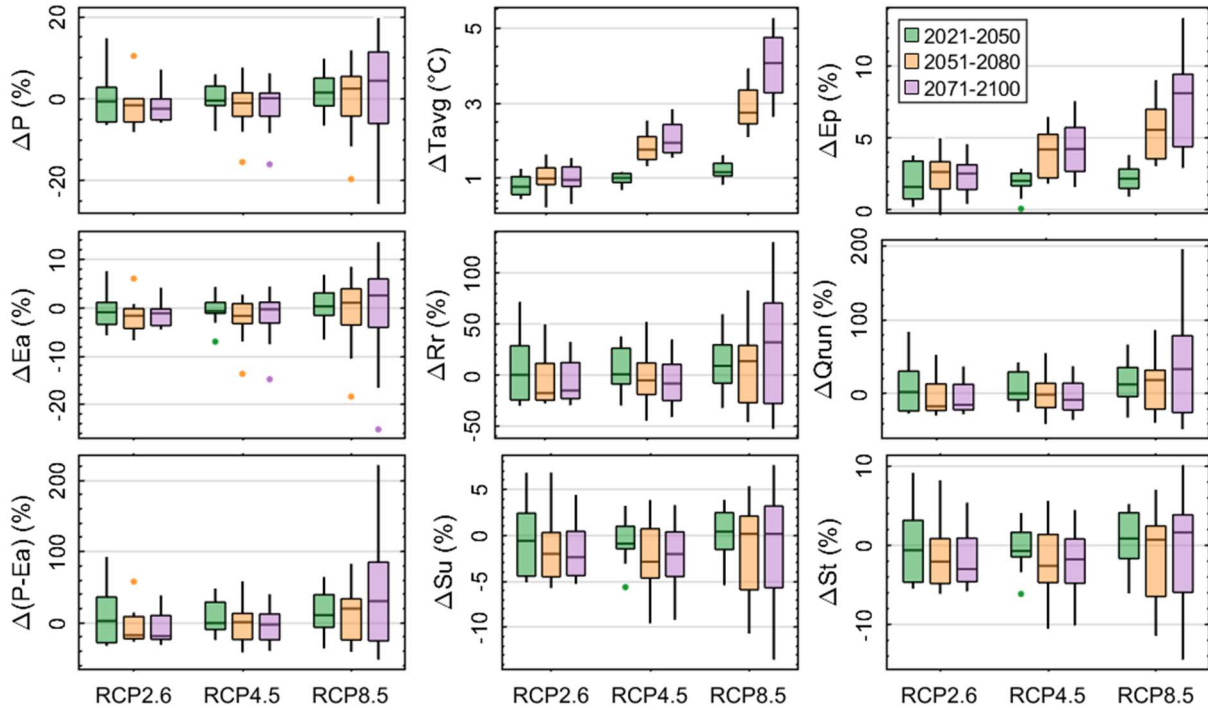 ΔP (%)
20
0
-20
ΔTavg (°C)
5
3
1
ΔEp (%)
10
5
0
2021-2050
2051-2080
2071-2100
ΔEa (%)
10
0
-10
-20
ΔRr (%)
100
50
0
-50
ΔQrun (%)
200
100
0
Δ(P-Ea) (%)
200
100
0
ΔSu (%)
5
0
-5
-10
ΔSt (%)
10
0
-10
RCP2.6 RCP4.5 RCP8.5
RCP2.6 RCP4.5 RCP8.5
RCP2.6 RCP4.5 RCP8.5